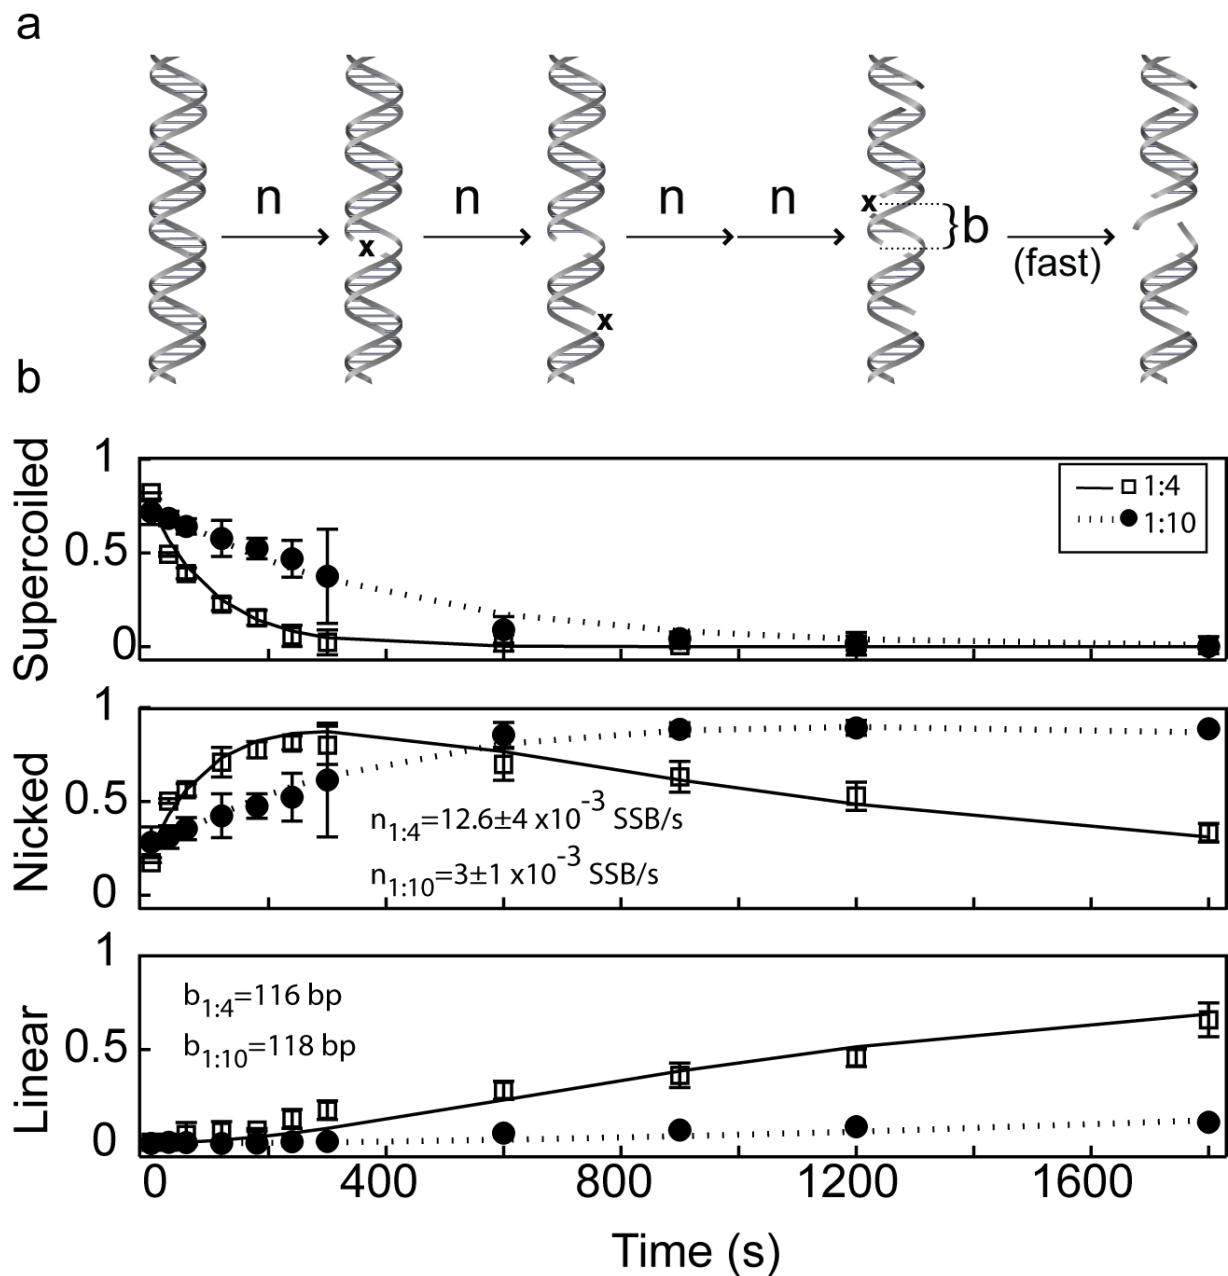 a
n n n n
x x x }b
(fast)
b
Supercoiled
1
0.5
0
1:4
1:10
Nicked
1
0.5
0
n1:4=12.6±4 x10-3 SSB/s
n1:10=3±1 x10-3 SSB/s
Linear
1
0.5
0
b1:4=116 bp
b1:10=118 bp
0 400 800 1200 1600
Time (s)